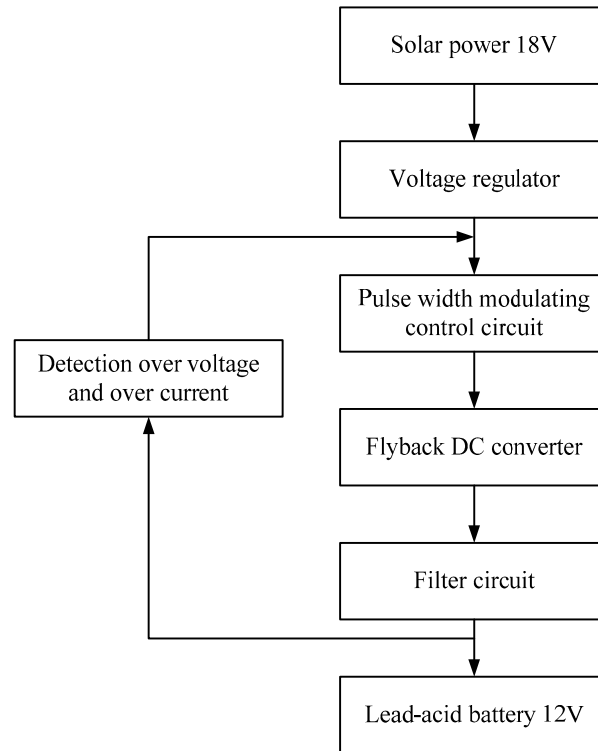 Solar power 18V
Voltage regulator
Pulse width modulating
control circuit
Detection over voltage
and over current
Flyback DC converter
Filter circuit
Lead-acid battery 12V